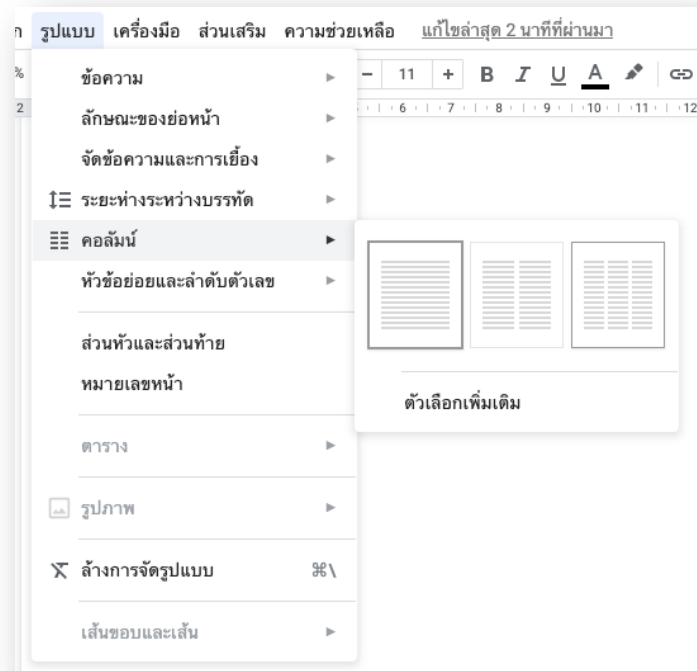 ก รูปแบบ เครื่องมือ ส่วนเสริม ความช่วยเหลือ แก้ไขล่าสุด 2 นาทีที่ผ่านมา
% – 11 + B I U A
2 6 7 8 9 10 11 12
ข้อความ
ลักษณะของย่อหน้า
จัดข้อความและการเยื้อง
ระยะห่างระหว่างบรรทัด
คอลัมน์
หัวข้อย่อยและลำดับตัวเลข
ส่วนหัวและส่วนท้าย
หมายเลขหน้า
ตัวเลือกเพิ่มเติม
ตาราง
รูปภาพ
ล้างการจัดรูปแบบ ⌘\
เส้นขอบและเส้น